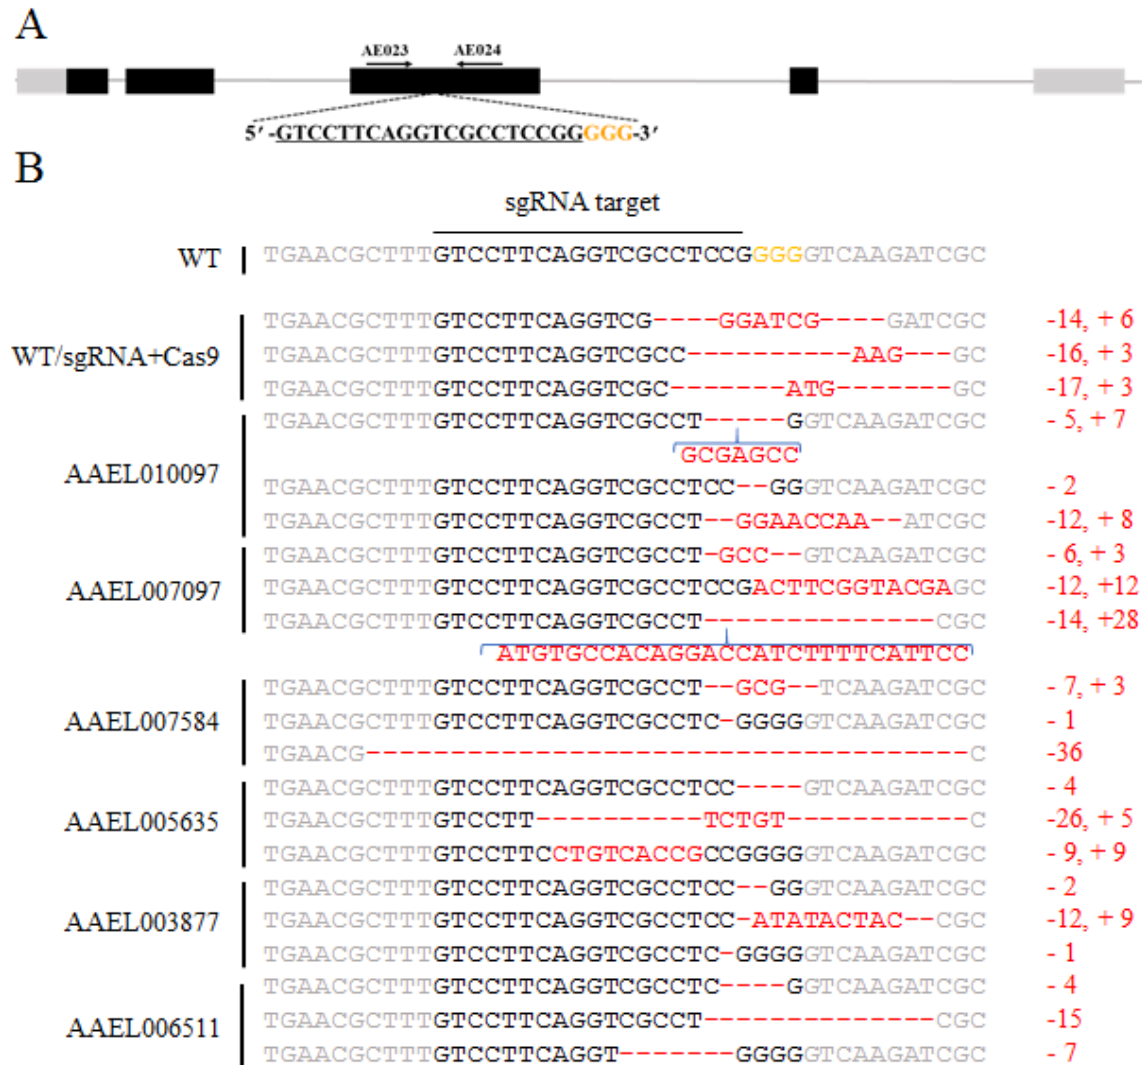 A
AE023 AE024
5′-GTCCTTCAGGTCGCCTCCGGGGG-3′
B
sgRNA target
WT TGAACGCTTTGTCCTTCAGGTCGCCTCCGGGGGTCAAGATCGC
TGAACGCTTTGTCCTTCAGGTCG----GGATCG----GATCGC -14, + 6
WT/sgRNA+Cas9 TGAACGCTTTGTCCTTCAGGTCGCC----------AAG---GC -16, + 3
TGAACGCTTTGTCCTTCAGGTCGC-------ATG-------GC -17, + 3
TGAACGCTTTGTCCTTCAGGTCGCCT-----GGTCAAGATCGC - 5, + 7
GCGAGCC
AAEL010097 TGAACGCTTTGTCCTTCAGGTCGCCTCC--GGGTCAAGATCGC - 2
TGAACGCTTTGTCCTTCAGGTCGCCT--GGAACCAA--ATCGC -12, + 8
TGAACGCTTTGTCCTTCAGGTCGCCT-GCC--GTCAAGATCGC - 6, + 3
AAEL007097 TGAACGCTTTGTCCTTCAGGTCGCCTCCGACTTCGGTACGAGC -12, +12
TGAACGCTTTGTCCTTCAGGTCGCCT--------------CGC -14, +28
ATGTGCCACAGGACCATCTTTTCATTCC
TGAACGCTTTGTCCTTCAGGTCGCCT--GCG--TCAAGATCGC - 7, + 3
AAEL007584 TGAACGCTTTGTCCTTCAGGTCGCCTC-GGGGGTCAAGATCGC - 1
TGAACG------------------------------------C -36
TGAACGCTTTGTCCTTCAGGTCGCCTCC----GTCAAGATCGC - 4
AAEL005635 TGAACGCTTTGTCCTT----------TCTGT-----------C -26, + 5
TGAACGCTTTGTCCTTCCTGTCACCGCCGGGGGTCAAGATCGC - 9, + 9
TGAACGCTTTGTCCTTCAGGTCGCCTCC--GGGTCAAGATCGC - 2
AAEL003877 TGAACGCTTTGTCCTTCAGGTCGCCTCC-ATATACTAC--CGC -12, + 9
TGAACGCTTTGTCCTTCAGGTCGCCTC-GGGGGTCAAGATCGC - 1
TGAACGCTTTGTCCTTCAGGTCGCCTC----GGTCAAGATCGC - 4
AAEL006511 TGAACGCTTTGTCCTTCAGGTCGCCT--------------CGC -15
TGAACGCTTTGTCCTTCAGGT-------GGGGGTCAAGATCGC - 7